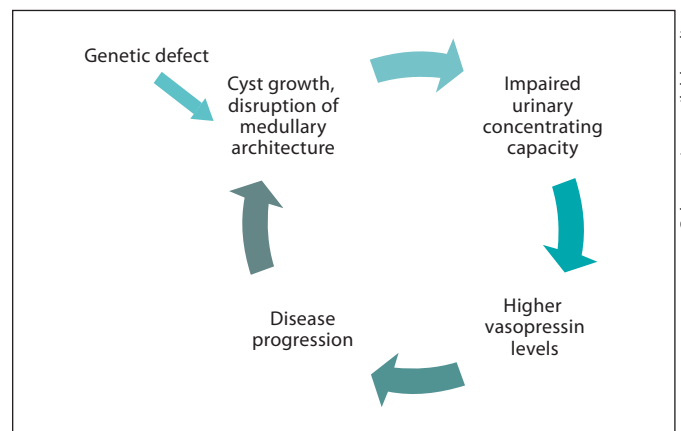 Genetic defect
Cyst growth,
disruption of
medullary
architecture
Impaired
urinary
concentrating
capacity
Higher
vasopressin
levels
Disease
progression